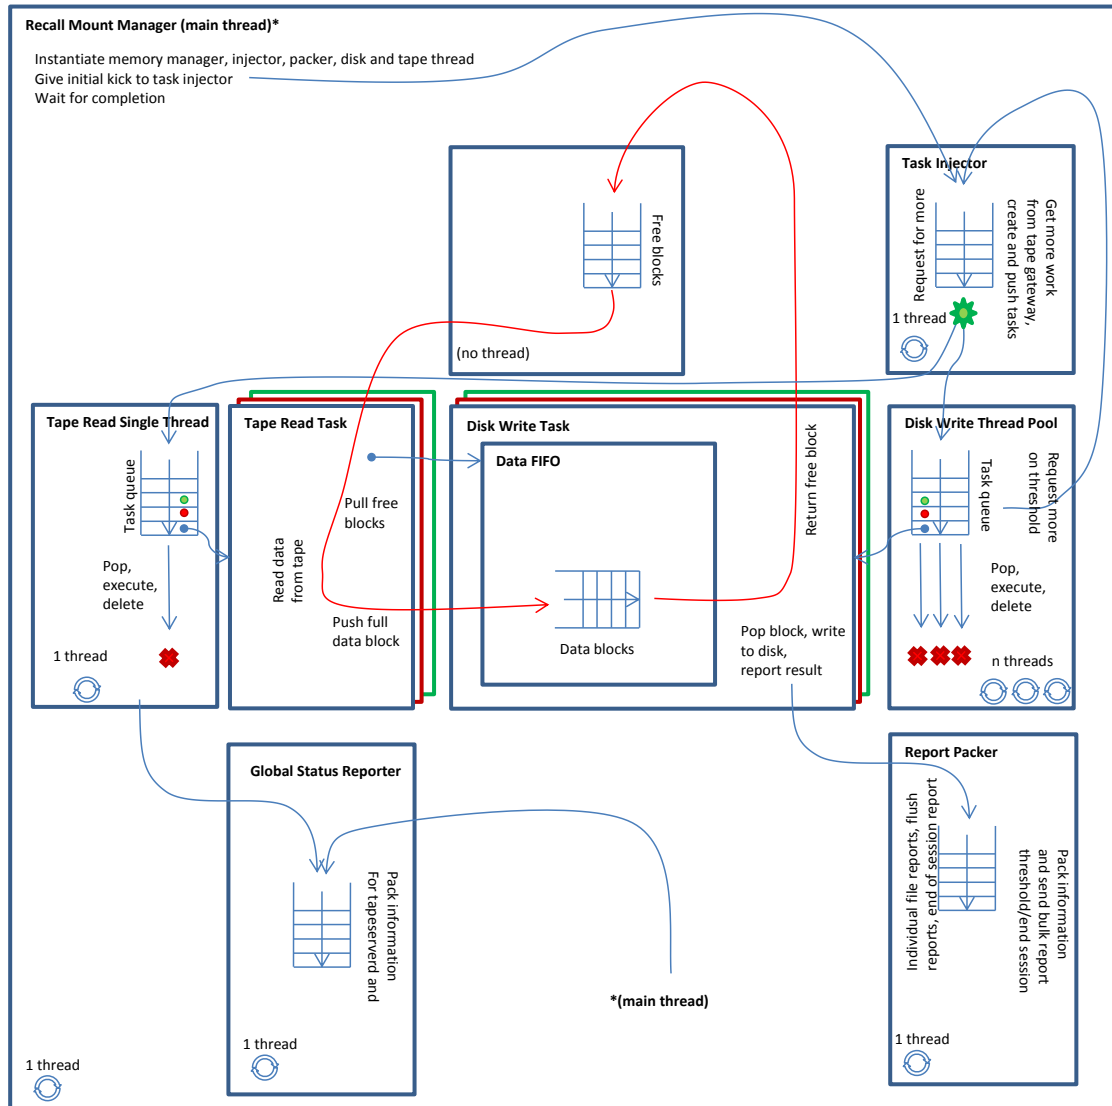 Recall Mount Manager (main thread)*
Instantiate memory manager, injector, packer, disk and tape thread
Give initial kick to task injector
Wait for completion
Free blocks
(no thread)
Task Injector
Request for more
Get more work
from tape gateway,
create and push tasks
1 thread
Tape Read Single Thread
Task queue
Pop,
execute,
delete
1 thread
Tape Read Task
Pull free
blocks
Read data
from tape
Push full
data block
Disk Write Task
Data FIFO
Data blocks
Return free block
Pop block, write
to disk,
report result
Disk Write Thread Pool
Task queue
Request more
on threshold
Pop,
execute,
delete
n threads
Global Status Reporter
Pack information
For tapeserverd and
1 thread
*(main thread)
Report Packer
Individual file reports, flush
reports, end of session report
Pack information
and send bulk report
threshold/end session
1 thread
1 thread